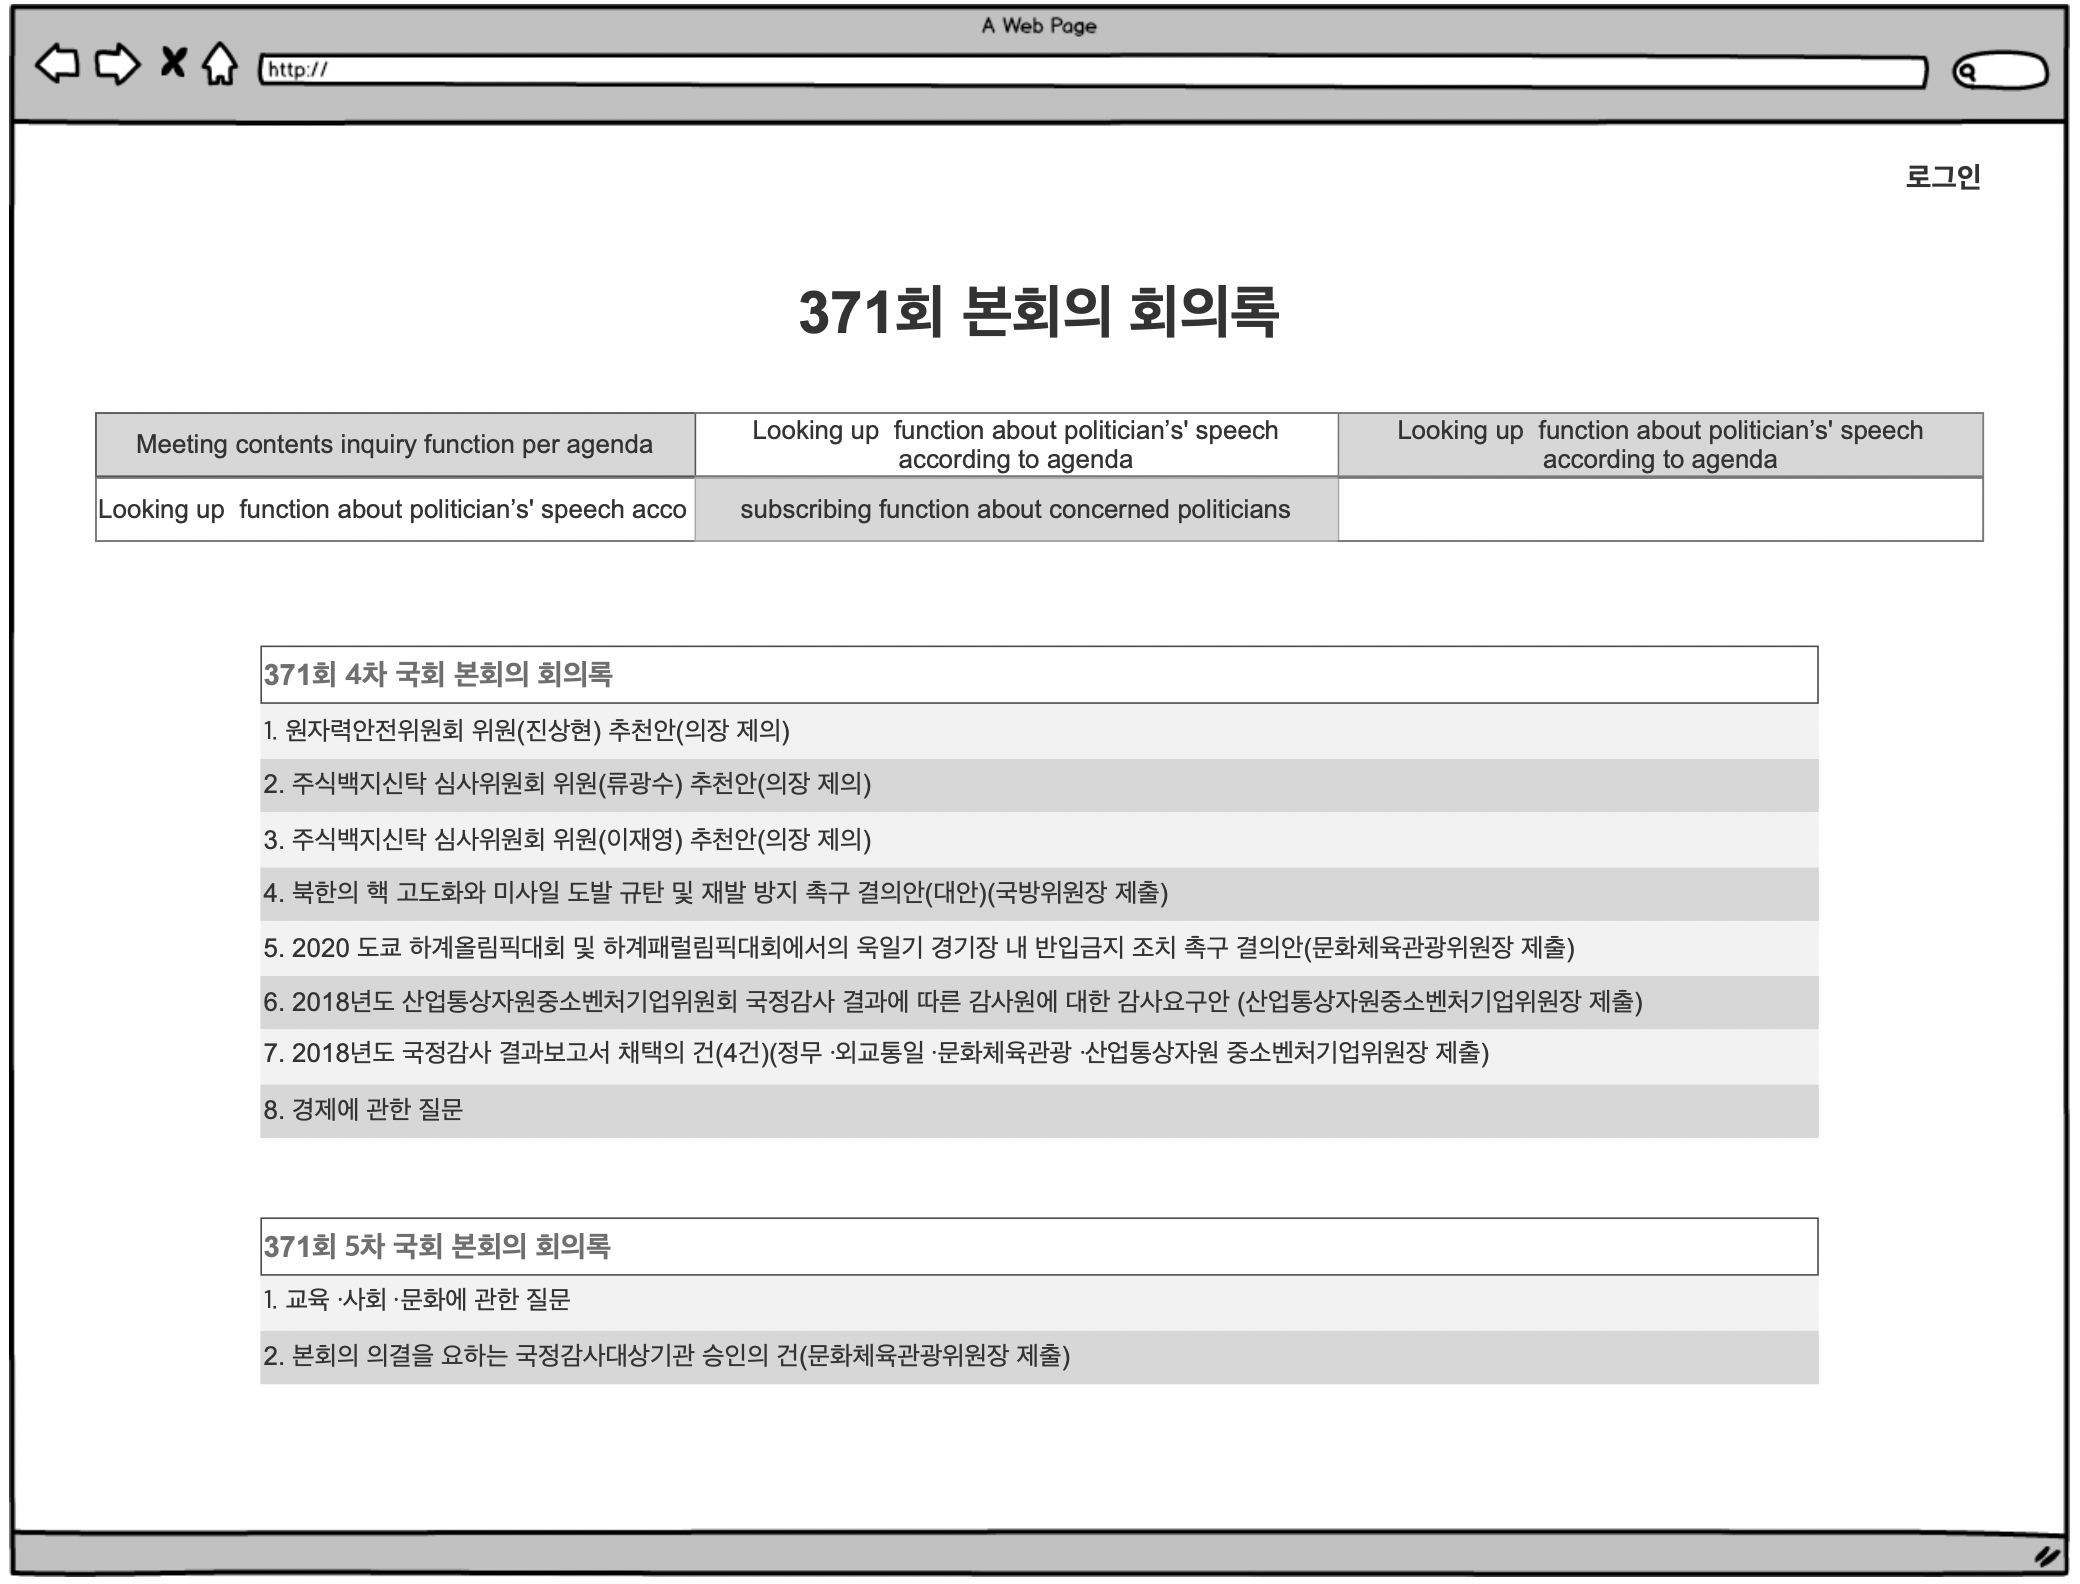 A Web Page
http://
로그인
371회 본회의 회의록
Meeting contents inquiry function per agenda
Looking up  function about politician’s' speech
according to agenda
Looking up  function about politician’s' speech
according to agenda
Looking up  function about politician’s' speech acco
subscribing function about concerned politicians
371회 4차 국회 본회의 회의록
1. 원자력안전위원회 위원(진상현) 추천안(의장 제의)
2. 주식백지신탁 심사위원회 위원(류광수) 추천안(의장 제의)
3. 주식백지신탁 심사위원회 위원(이재영) 추천안(의장 제의)
4. 북한의 핵 고도화와 미사일 도발 규탄 및 재발 방지 촉구 결의안(대안)(국방위원장 제출)
5. 2020 도쿄 하계올림픽대회 및 하계패럴림픽대회에서의 욱일기 경기장 내 반입금지 조치 촉구 결의안(문화체육관광위원장 제출)
6. 2018년도 산업통상자원중소벤처기업위원회 국정감사 결과에 따른 감사원에 대한 감사요구안 (산업통상자원중소벤처기업위원장 제출)
7. 2018년도 국정감사 결과보고서 채택의 건(4건)(정무 ·외교통일 ·문화체육관광 ·산업통상자원 중소벤처기업위원장 제출)
8. 경제에 관한 질문
371회 5차 국회 본회의 회의록
1. 교육 ·사회 ·문화에 관한 질문
2. 본회의 의결을 요하는 국정감사대상기관 승인의 건(문화체육관광위원장 제출)